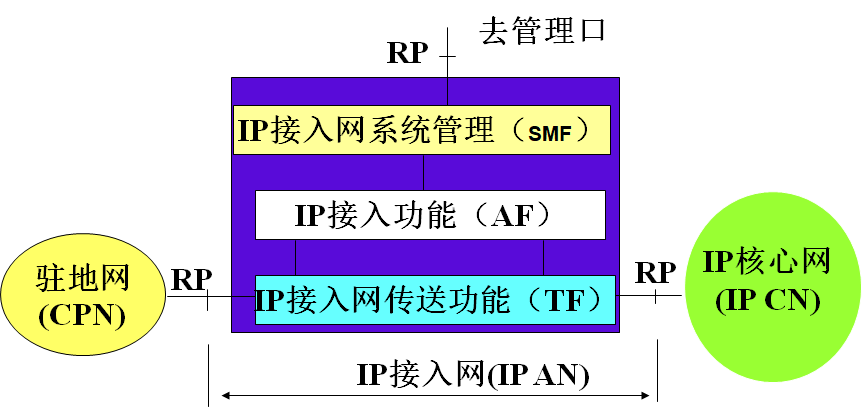 去管理口
RP
IP接入网系统管理（SMF）
IP接入功能（AF）
驻地网
(CPN)
RP
IP接入网传送功能（TF）
RP
IP核心网
(IP CN)
IP接入网(IP AN)